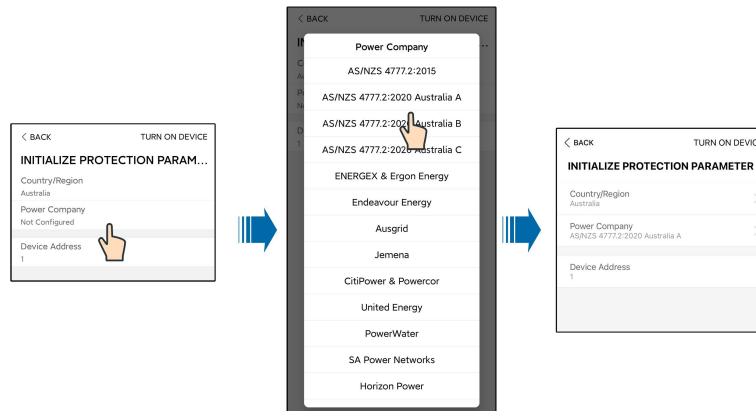 < BACK TURN ON DEVICE
INITIALIZE PROTECTION PARAM...
Country/Region
Australia
Power Company
Not Configured
Device Address
1
< BACK TURN ON DEVICE
Power Company
AS/NZS 4777.2:2015
AS/NZS 4777.2:2020 Australia A
AS/NZS 4777.2:2020 Australia B
AS/NZS 4777.2:2020 Australia C
ENERGEX & Ergon Energy
Endeavour Energy
Ausgrid
Jemena
CitiPower & Powercor
United Energy
PowerWater
SA Power Networks
Horizon Power
< BACK TURN ON DEVIC
INITIALIZE PROTECTION PARAMETER
Country/Region
Australia
Power Company
AS/NZS 4777.2:2020 Australia A
Device Address
1